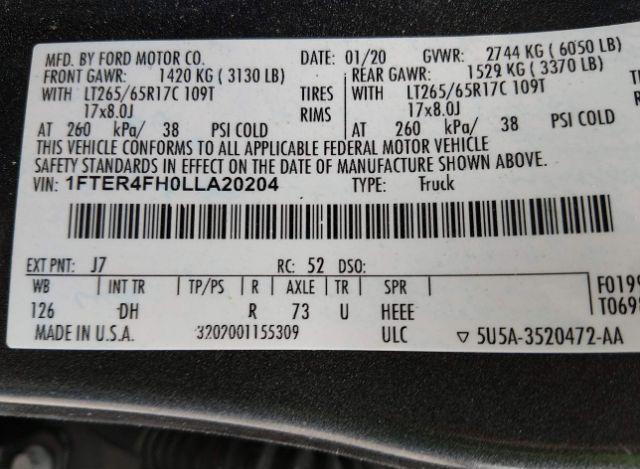 MFD. BY FORD MOTOR CO. DATE: 01/20 GVWR: 2744 KG (6050 LB)
FRONT GAWR: 1420 KG (3130 LB) REAR GAWR: 1529 KG (3370 LB)
WITH LT265/65R17C 109T TIRES WITH LT265/65R17C 109T
17x8.0J RIMS 17x8.0J
AT 260 kPa/ 38 PSI COLD AT 260 kPa/ 38 PSI COLD
THIS VEHICLE CONFORMS TO ALL APPLICABLE FEDERAL MOTOR VEHICLE
SAFETY STANDARDS IN EFFECT ON THE DATE OF MANUFACTURE SHOWN ABOVE.
VIN: 1FTER4FH0LLA20204 TYPE: Truck
EXT PNT: J7 RC: 52 DSO:
WB INT TR TP/PS R AXLE TR SPR F0199
126 DH R 73 U HEEE
MADE IN U.S.A. 3202001155309 ULC ▽ 5U5A-3520472-AA